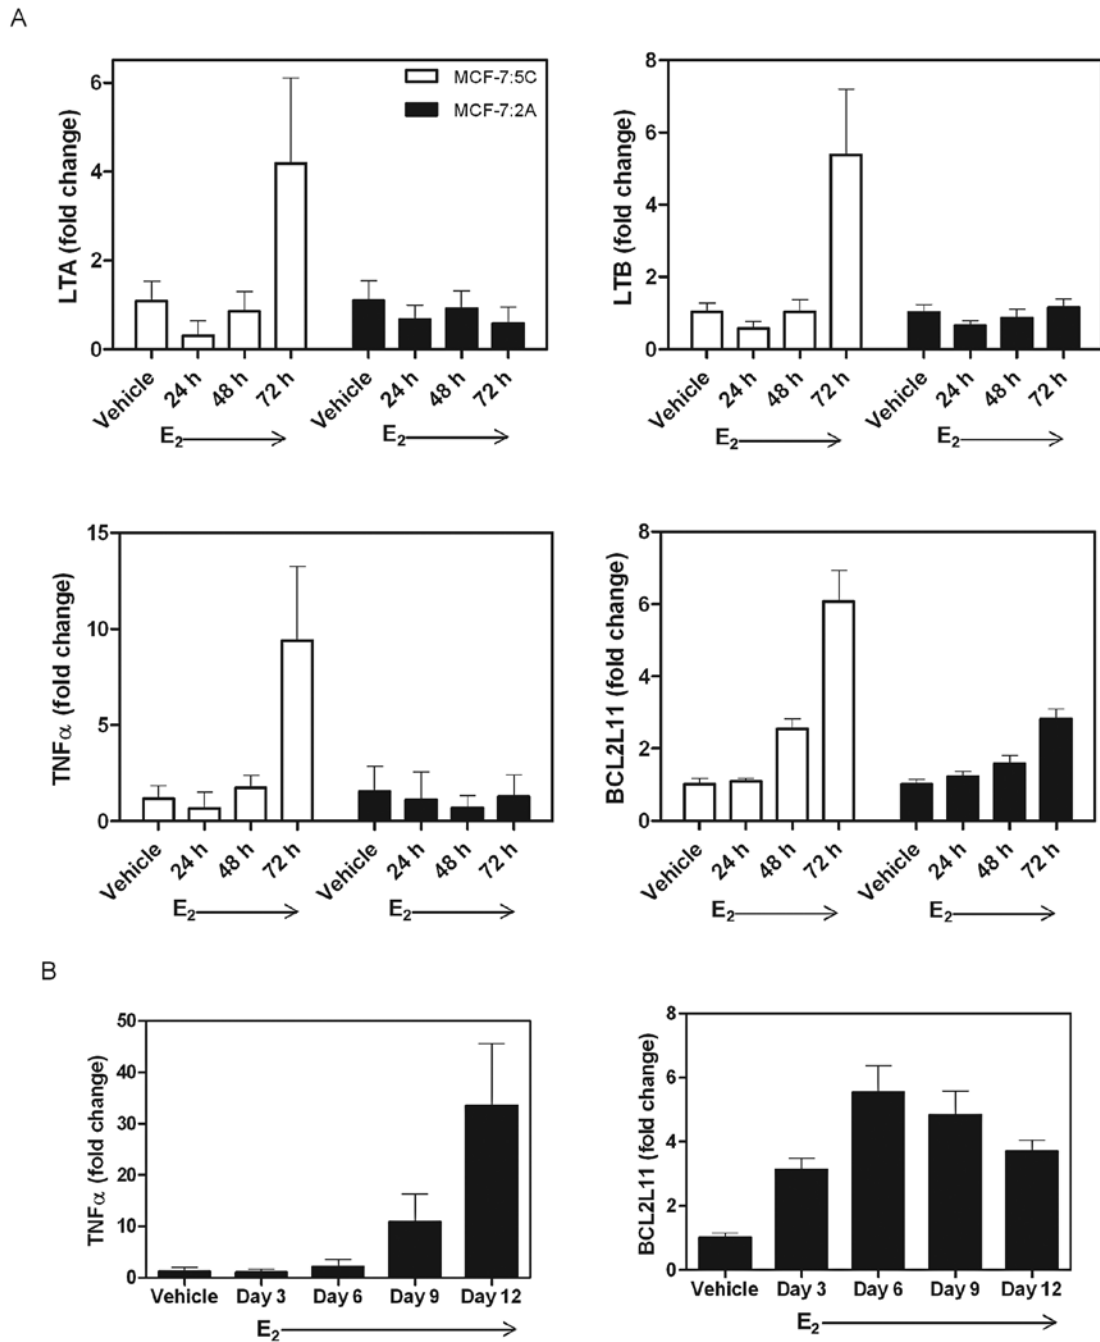 A
LTA (fold change)
6
4
2
0
MCF-7:5C
MCF-7:2A
Vehicle 24 h 48 h 72 h Vehicle 24 h 48 h 72 h
E₂ E₂
LTB (fold change)
8
6
4
2
0
Vehicle 24 h 48 h 72 h Vehicle 24 h 48 h 72 h
E₂ E₂
TNFα (fold change)
15
10
5
0
Vehicle 24 h 48 h 72 h Vehicle 24 h 48 h 72 h
E₂ E₂
BCL2L11 (fold change)
8
6
4
2
0
Vehicle 24 h 48 h 72 h Vehicle 24 h 48 h 72 h
E₂ E₂
B
TNFα (fold change)
50
40
30
20
10
0
Vehicle Day 3 Day 6 Day 9 Day 12
E₂
BCL2L11 (fold change)
8
6
4
2
0
Vehicle Day 3 Day 6 Day 9 Day 12
E₂